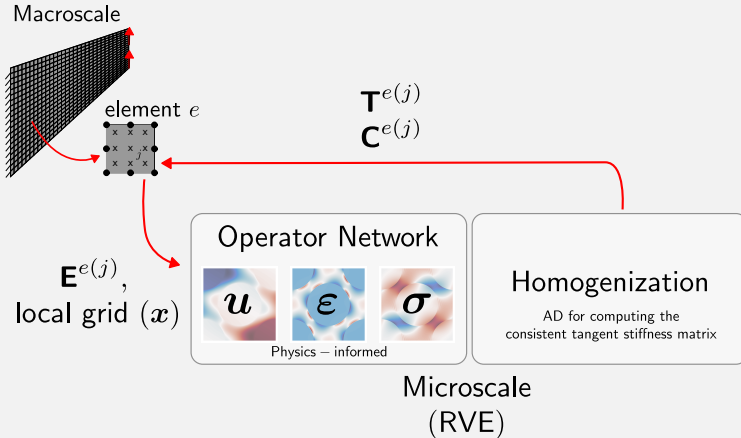 Macroscale
element e
x x x
x x x
j
x x x
T^{e(j)}
C^{e(j)}
E^{e(j)},
local grid (x)
Operator Network
u ε σ
Physics – informed
Homogenization
AD for computing the
consistent tangent stiffness matrix
Microscale
(RVE)